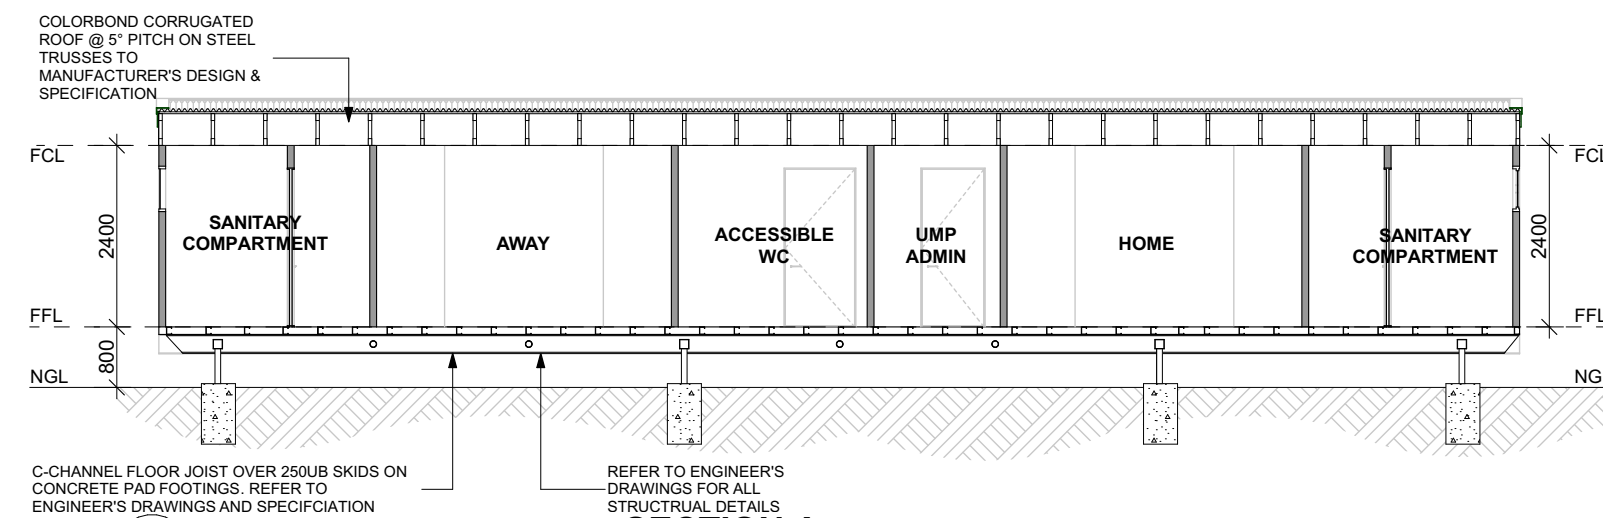 COLORBOND CORRUGATED
ROOF @ 5° PITCH ON STEEL
TRUSSES TO
MANUFACTURER'S DESIGN &
SPECIFICATION
FCL
FCL
2400
SANITARY
COMPARTMENT
AWAY
ACCESSIBLE
WC
UMP
ADMIN
HOME
SANITARY
COMPARTMENT
2400
FFL
FFL
800
NGL
NG
C-CHANNEL FLOOR JOIST OVER 250UB SKIDS ON
CONCRETE PAD FOOTINGS. REFER TO
ENGINEER'S DRAWINGS AND SPECIFCIATION
REFER TO ENGINEER'S
DRAWINGS FOR ALL
STRUCTRUAL DETAILS